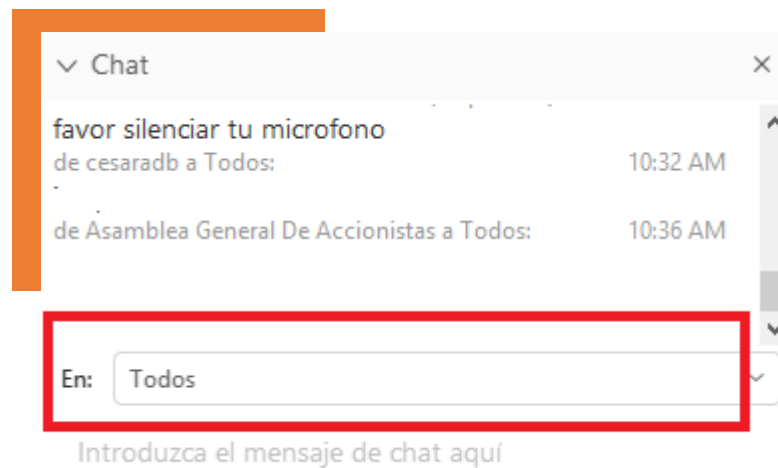 Chat
favor silenciar tu microfono
de cesaradb a Todos: 10:32 AM
de Asamblea General De Accionistas a Todos: 10:36 AM
En: Todos
Introduzca el mensaje de chat aquí